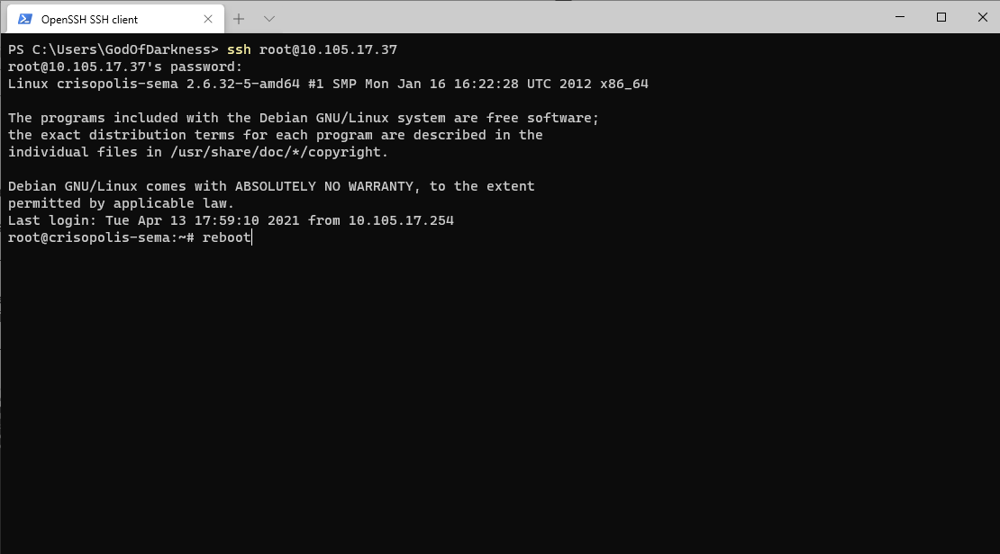 OpenSSH SSH client
PS C:\Users\GodOfDarkness> ssh root@10.105.17.37
root@10.105.17.37's password:
Linux crisopolis-sema 2.6.32-5-amd64 #1 SMP Mon Jan 16 16:22:28 UTC 2012 x86_64
The programs included with the Debian GNU/Linux system are free software;
the exact distribution terms for each program are described in the
individual files in /usr/share/doc/*/copyright.
Debian GNU/Linux comes with ABSOLUTELY NO WARRANTY, to the extent
permitted by applicable law.
Last login: Tue Apr 13 17:59:10 2021 from 10.105.17.254
root@crisopolis-sema:~# reboot